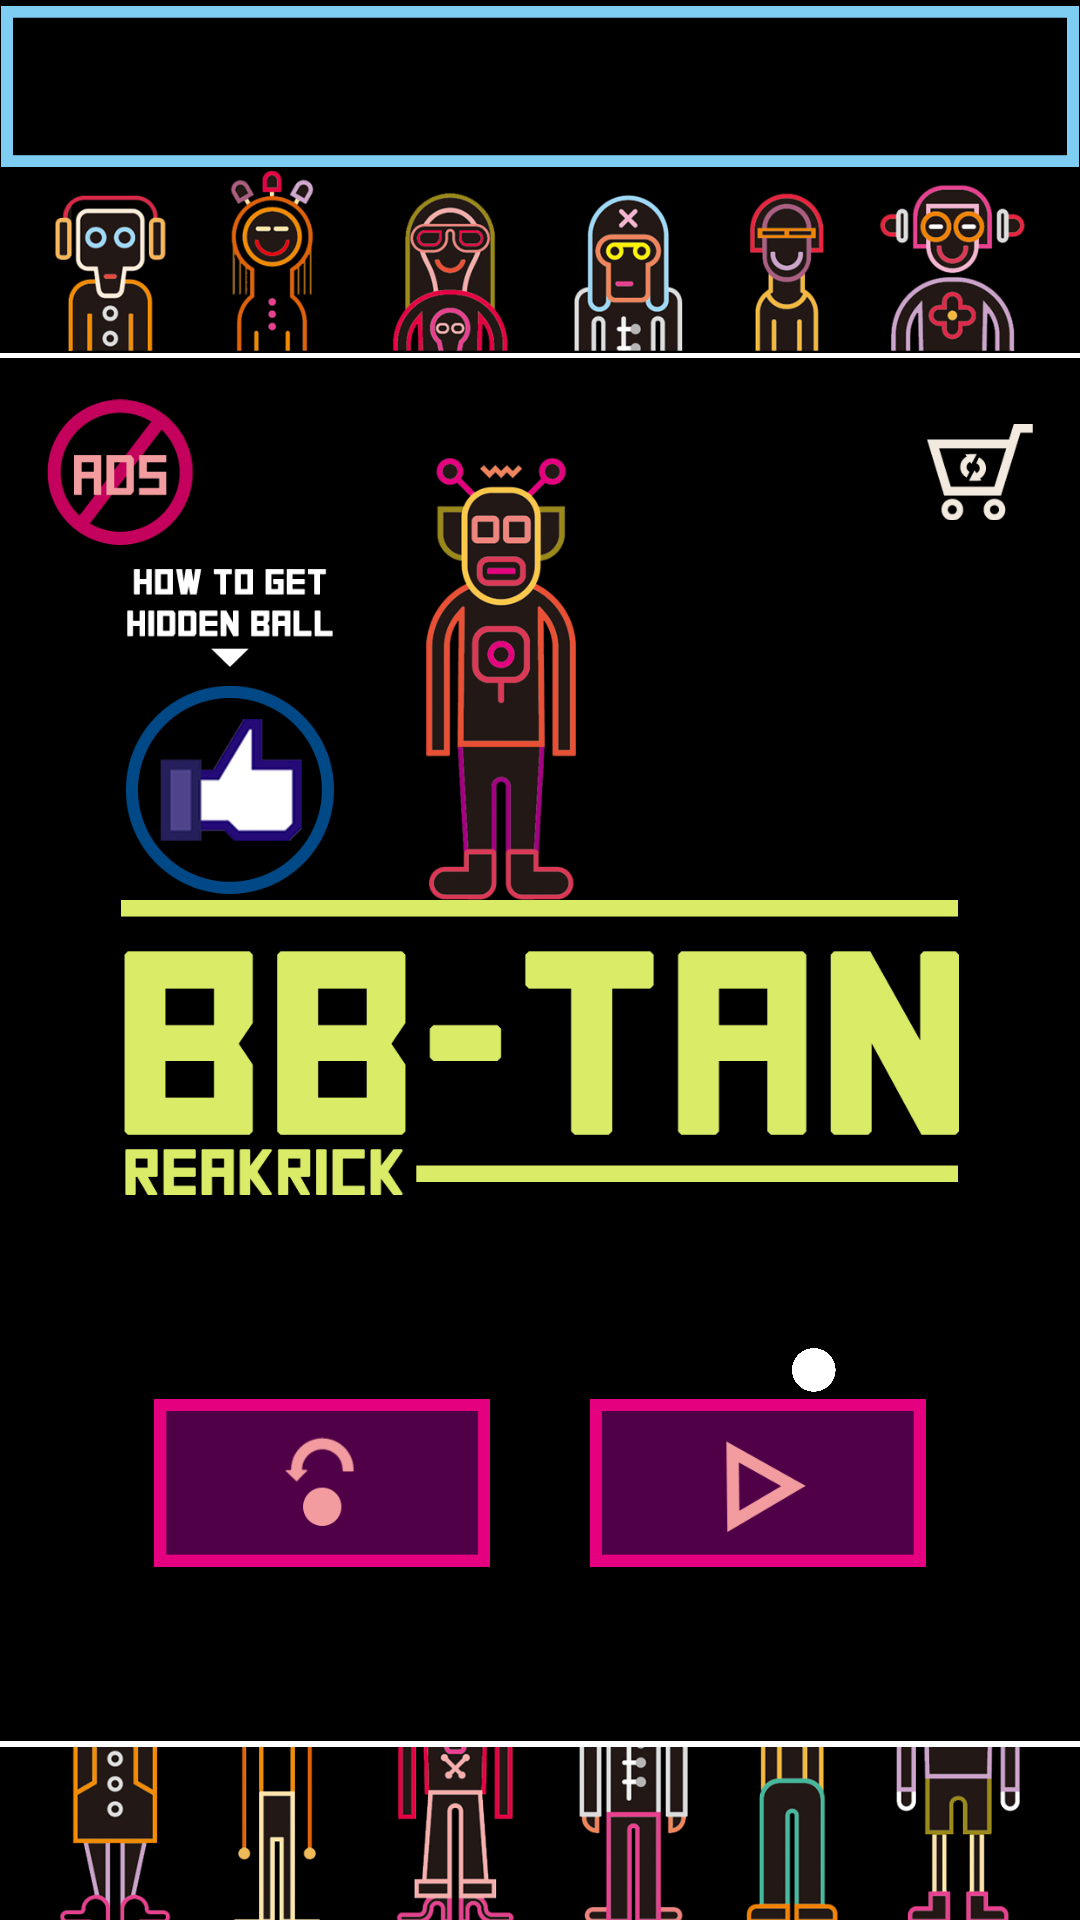 ADS
HOW TO GET
HIDDEN BALL
BB-TAN
REAKRICK